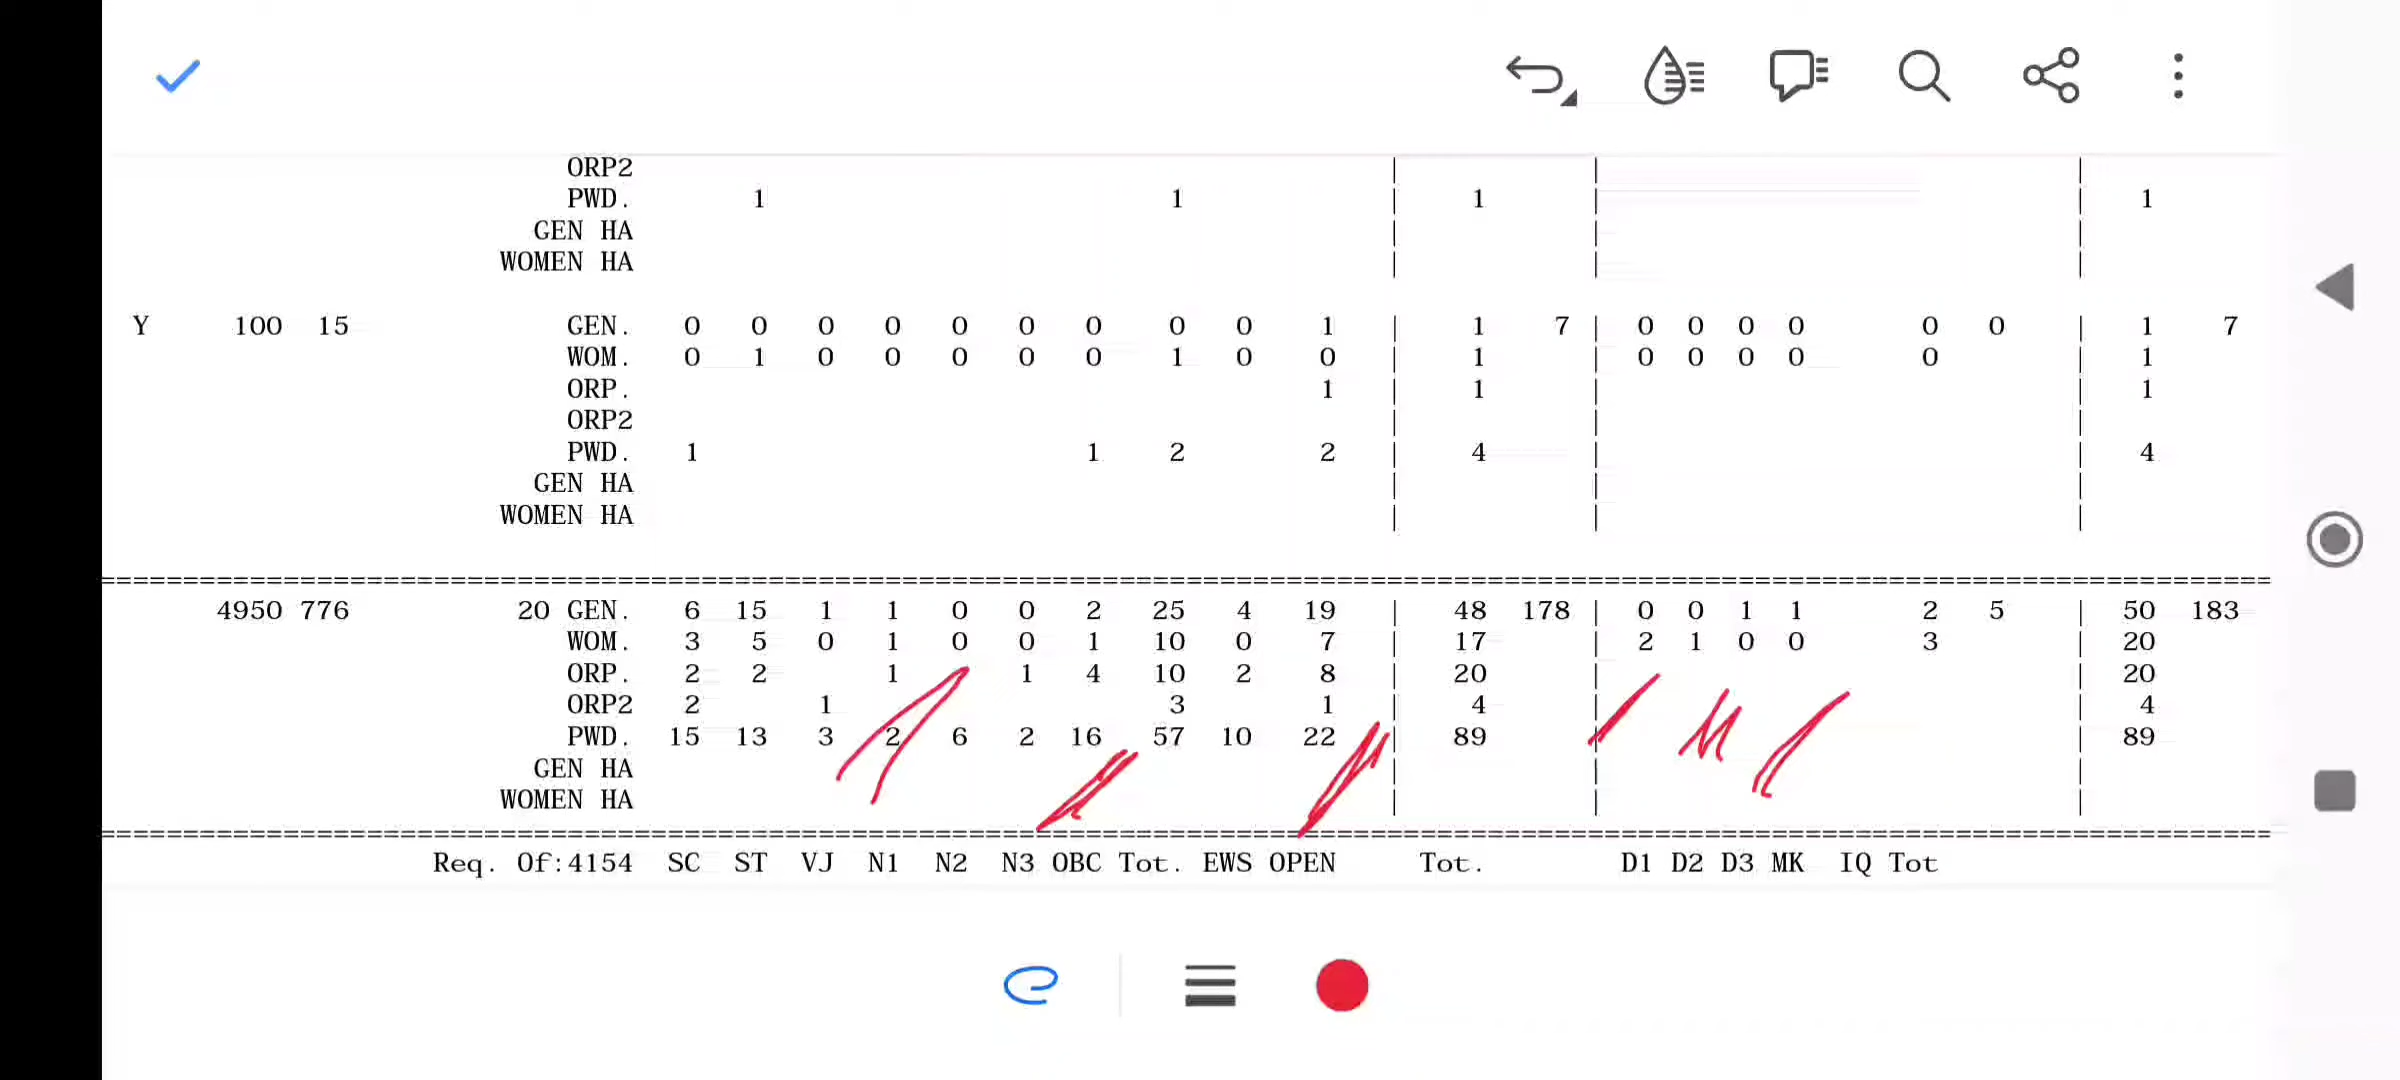 ORP2 | | |
PWD. 1 1 | 1 | | 1
GEN HA | | |
WOMEN HA | | |
Y 100 15 GEN. 0 0 0 0 0 0 0 0 0 1 | 1 7 | 0 0 0 0 0 0 | 1 7
WOM. 0 1 0 0 0 0 0 1 0 0 | 1 | 0 0 0 0 0 | 1
ORP. 1 | 1 | | 1
ORP2 | | |
PWD. 1 1 2 2 | 4 | | 4
GEN HA | | |
WOMEN HA | | |
4950 776 20 GEN. 6 15 1 1 0 0 2 25 4 19 | 48 178 | 0 0 1 1 2 5 | 50 183
WOM. 3 5 0 1 0 0 1 10 0 7 | 17 | 2 1 0 0 3 | 20
ORP. 2 2 1 1 4 10 2 8 | 20 | | 20
ORP2 2 1 3 1 | 4 | | 4
PWD. 15 13 3 2 6 2 16 57 10 22 | 89 | | 89
GEN HA | | |
WOMEN HA | | |
Req. Of:4154 SC ST VJ N1 N2 N3 OBC Tot. EWS OPEN Tot. D1 D2 D3 MK IQ Tot